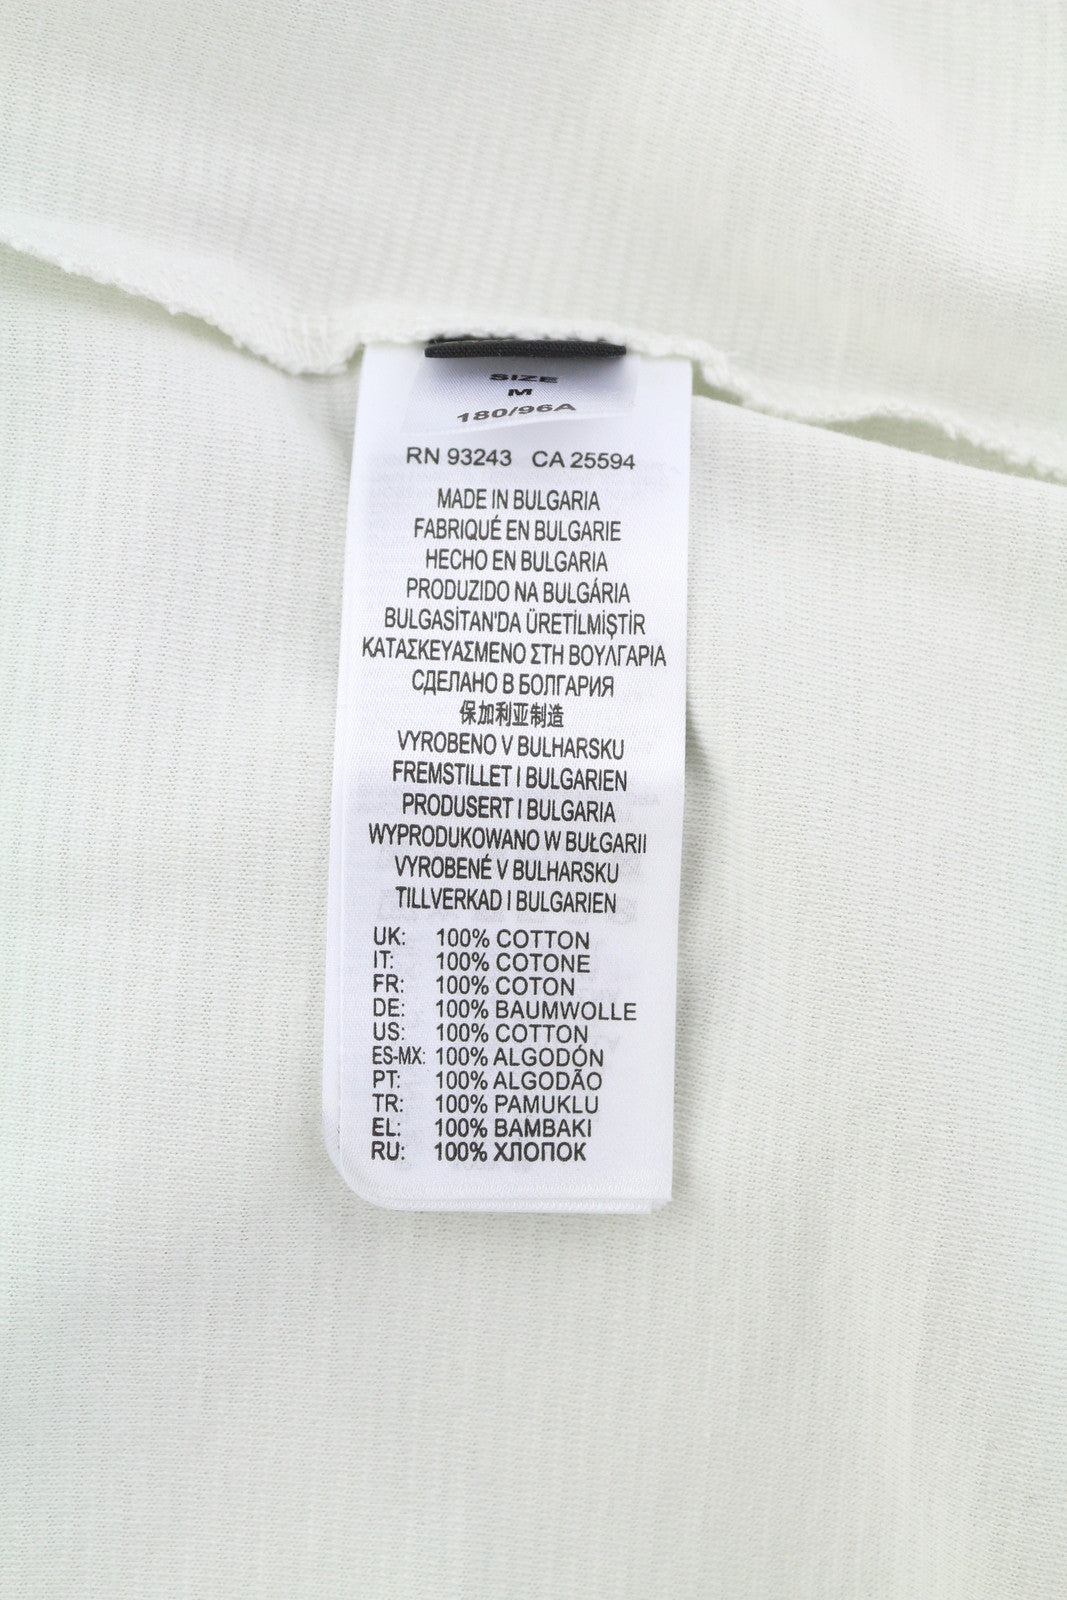 SIZE
M
180/96A
RN 93243 CA 25594
MADE IN BULGARIA
FABRIQUÉ EN BULGARIE
HECHO EN BULGARIA
PRODUZIDO NA BULGÁRIA
BULGASİTAN'DA ÜRETİLMİŞTİR
ΚΑΤΑΣΚΕΥΑΣΜΕΝΟ ΣΤΗ ΒΟΥΛΓΑΡΙΑ
СДЕЛАНО В БОЛГАРИЯ
保加利亚制造
VYROBENO V BULHARSKU
FREMSTILLET I BULGARIEN
PRODUSERT I BULGARIA
WYPRODUKOWANO W BUŁGARII
VYROBENÉ V BULHARSKU
TILLVERKAD I BULGARIEN
UK: 100% COTTON
IT: 100% COTONE
FR: 100% COTON
DE: 100% BAUMWOLLE
US: 100% COTTON
ES-MX: 100% ALGODÓN
PT: 100% ALGODÃO
TR: 100% PAMUKLU
EL: 100% ΒΑΜΒΑΚΙ
RU: 100% ХЛОПОК